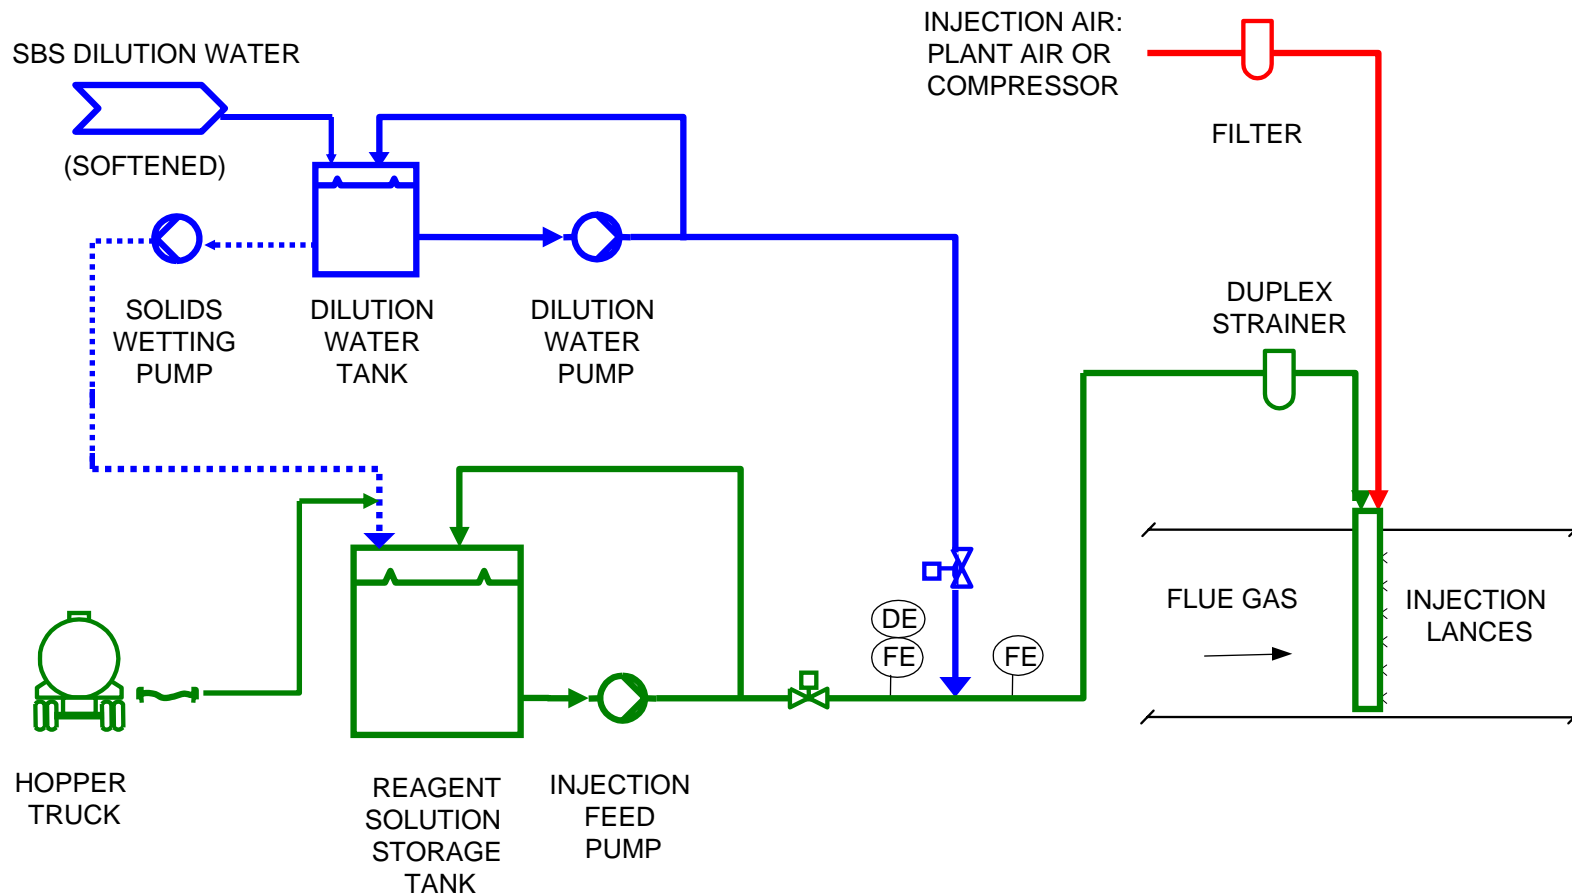 INJECTION AIR:
PLANT AIR OR
COMPRESSOR
SBS DILUTION WATER
(SOFTENED)
FILTER
SOLIDS
WETTING
PUMP
DILUTION
WATER
TANK
DILUTION
WATER
PUMP
DUPLEX
STRAINER
DE
FE
FE
FLUE GAS
INJECTION
LANCES
HOPPER
TRUCK
REAGENT
SOLUTION
STORAGE
TANK
INJECTION
FEED
PUMP